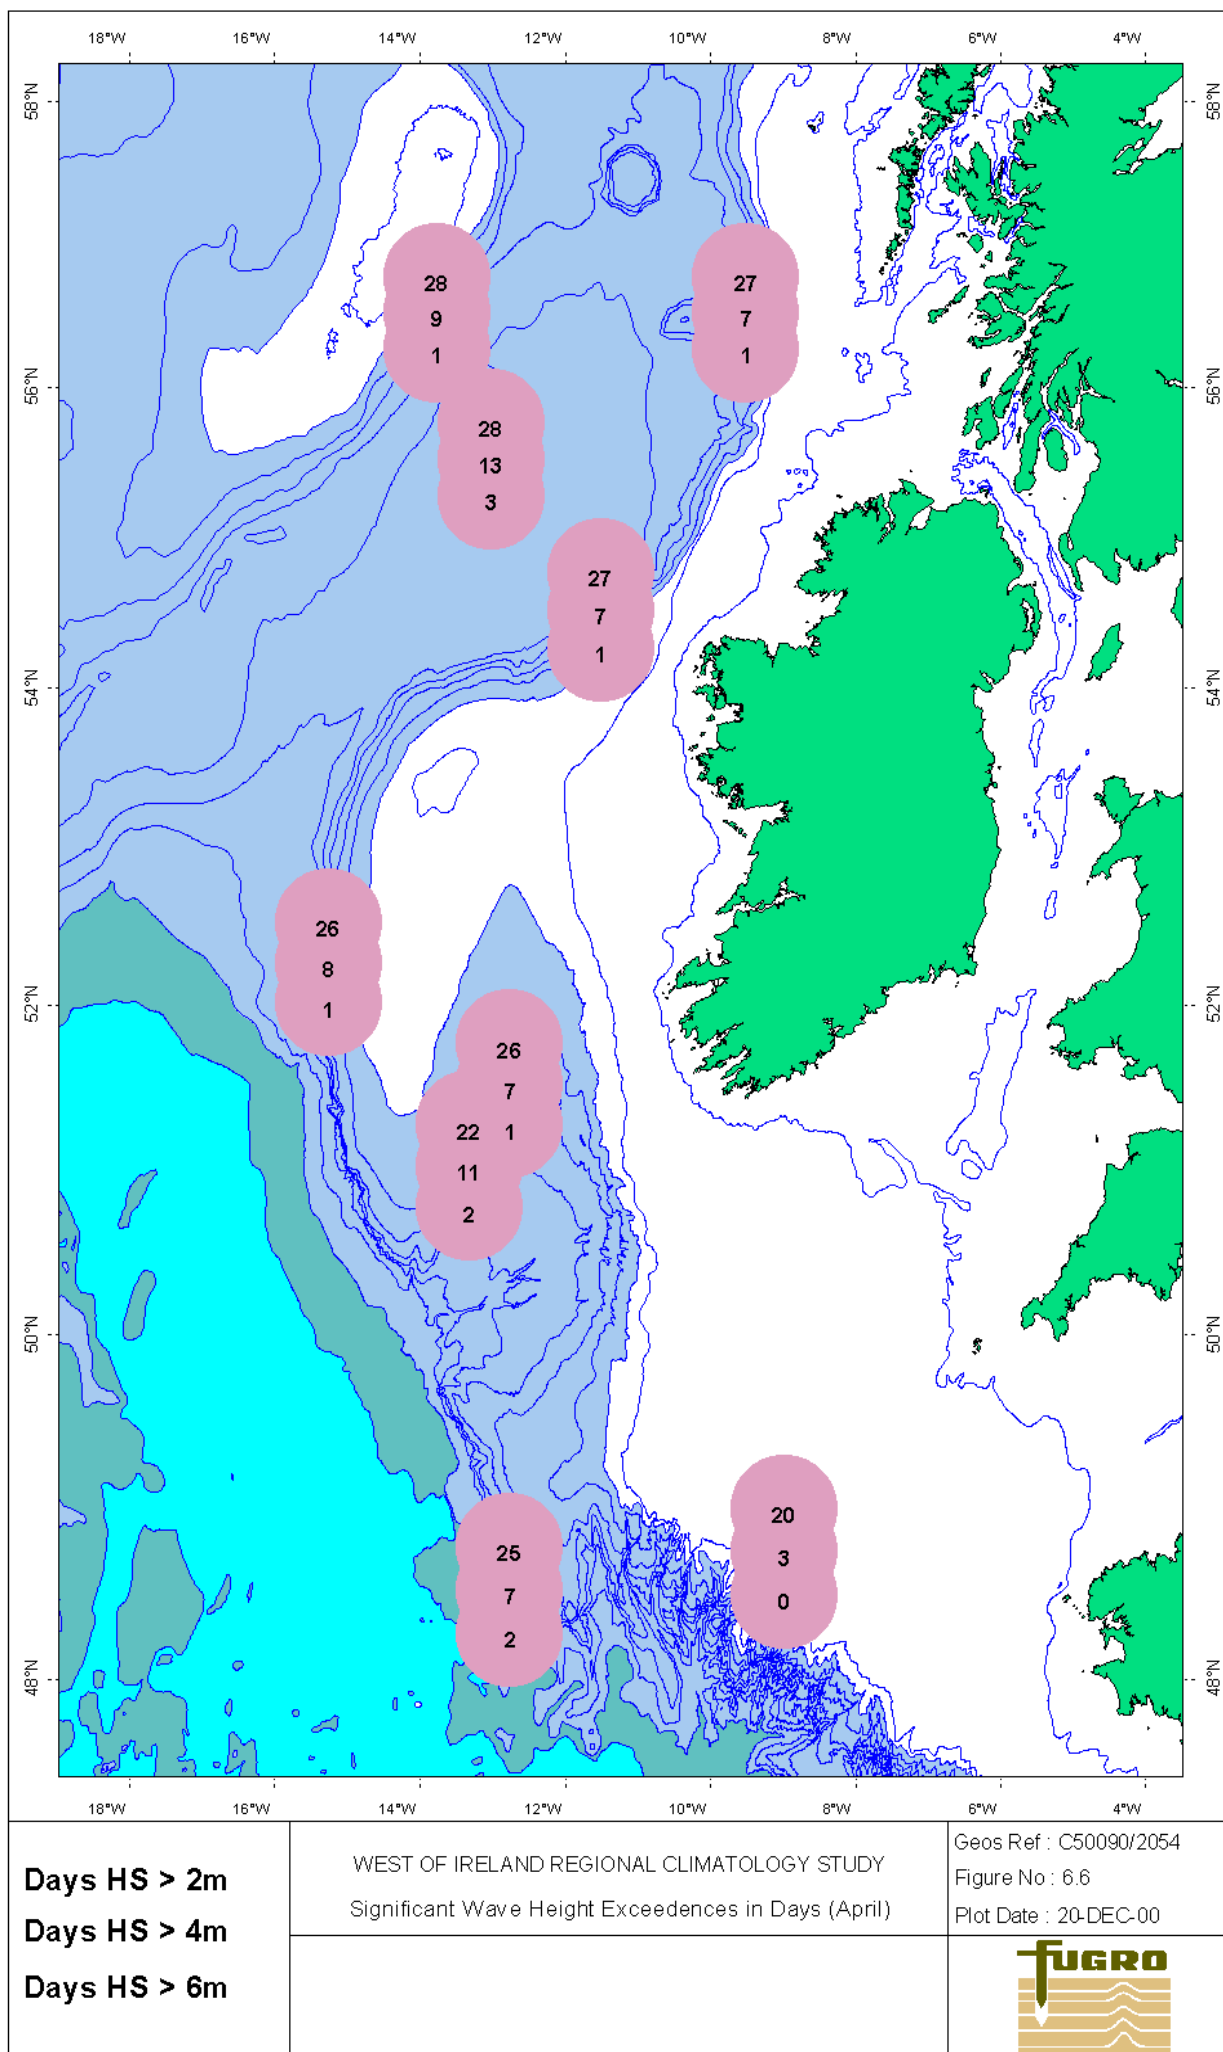 18°W 16°W 14°W 12°W 10°W 8°W 6°W 4°W
58°N 58°N
28 27
9 7
1 1
56°N 56°N
28
13
3
27
7
1
54°N 54°N
26
8
52°N 52°N
1
26
7
22 1
11
2
50°N 50°N
20
25 3
7 0
2
48°N 48°N
18°W 16°W 14°W 12°W 10°W 8°W 6°W 4°W
Days HS > 2m
Days HS > 4m
Days HS > 6m
WEST OF IRELAND REGIONAL CLIMATOLOGY STUDY
Significant Wave Height Exceedences in Days (April)
Geos Ref : C50090/2054
Figure No : 6.6
Plot Date : 20-DEC-00
FUGRO